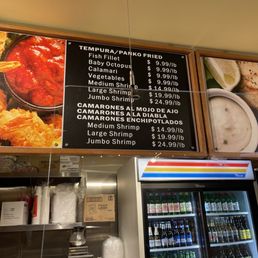 TEMPURA/PANKO FRIED
Fish Fillet $ 9.99/lb
Baby Octopus $ 9.99/lb
Calamari $ 9.99/lb
Vegetables $ 9.99/lb
Medium Shrimp $ 14.99/lb
Large Shrimp $ 19.99/lb
Jumbo Shrimp $ 24.99/lb
CAMARONES AL MOJO DE AJO
CAMARONES A LA DIABLA
CAMARONES ENCHIPOTLADOS
Medium Shrimp $ 14.99/lb
Large Shrimp $ 19.99/lb
Jumbo Shrimp $ 24.99/lb